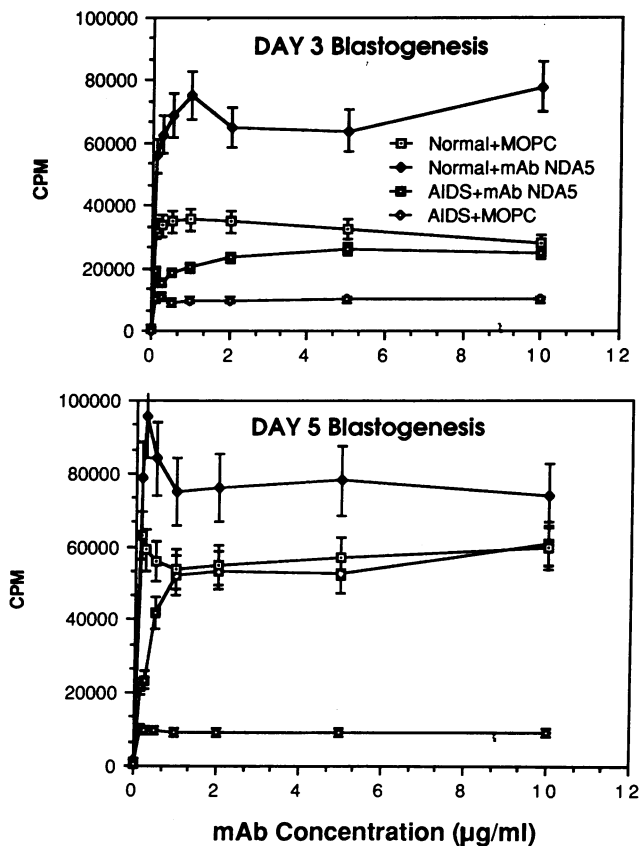 DAY 3 Blastogenesis
100000
80000
60000
40000
20000
0
CPM
Normal+MOPC
Normal+mAb NDA5
AIDS+mAb NDA5
AIDS+MOPC
0 2 4 6 8 10 12
DAY 5 Blastogenesis
100000
80000
60000
40000
20000
0
CPM
0 2 4 6 8 10 12
mAb Concentration (µg/ml)